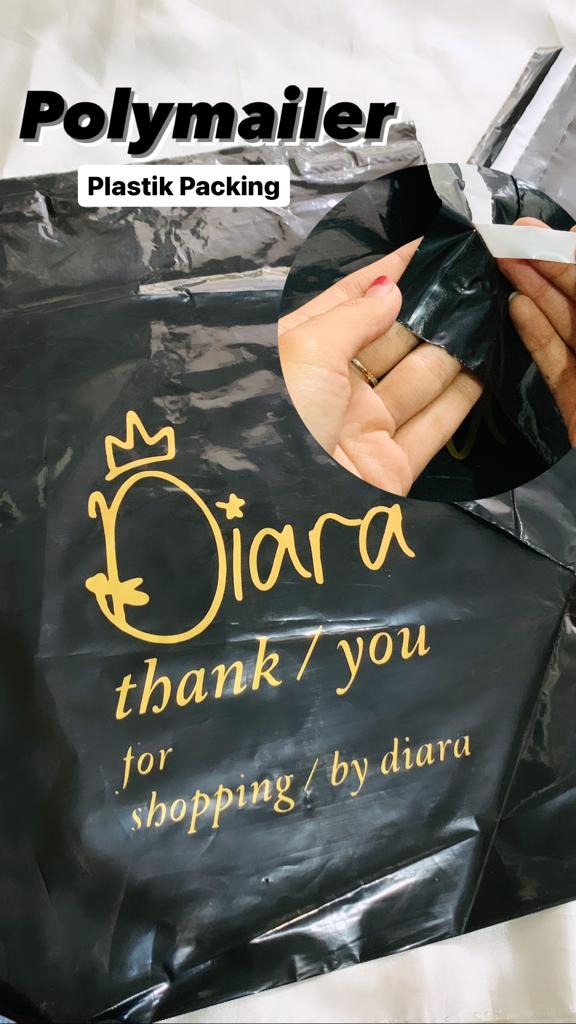 Polymailer
Plastik Packing
Diara
thank / you
for
shopping / by diara